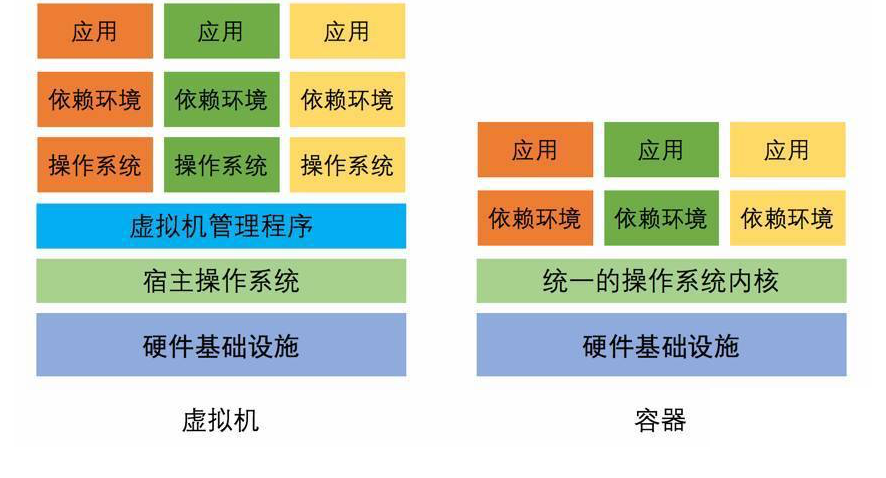 应用 应用 应用
依赖环境 依赖环境 依赖环境
操作系统 操作系统 操作系统
虚拟机管理程序
宿主操作系统
硬件基础设施
虚拟机
应用 应用 应用
依赖环境 依赖环境 依赖环境
统一的操作系统内核
硬件基础设施
容器